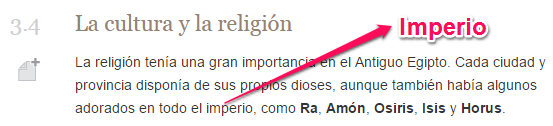 3.4 La cultura y la religión Imperio
La religión tenía una gran importancia en el Antiguo Egipto. Cada ciudad y
provincia disponía de sus propios dioses, aunque también había algunos
adorados en todo el imperio, como Ra, Amón, Osiris, Isis y Horus.